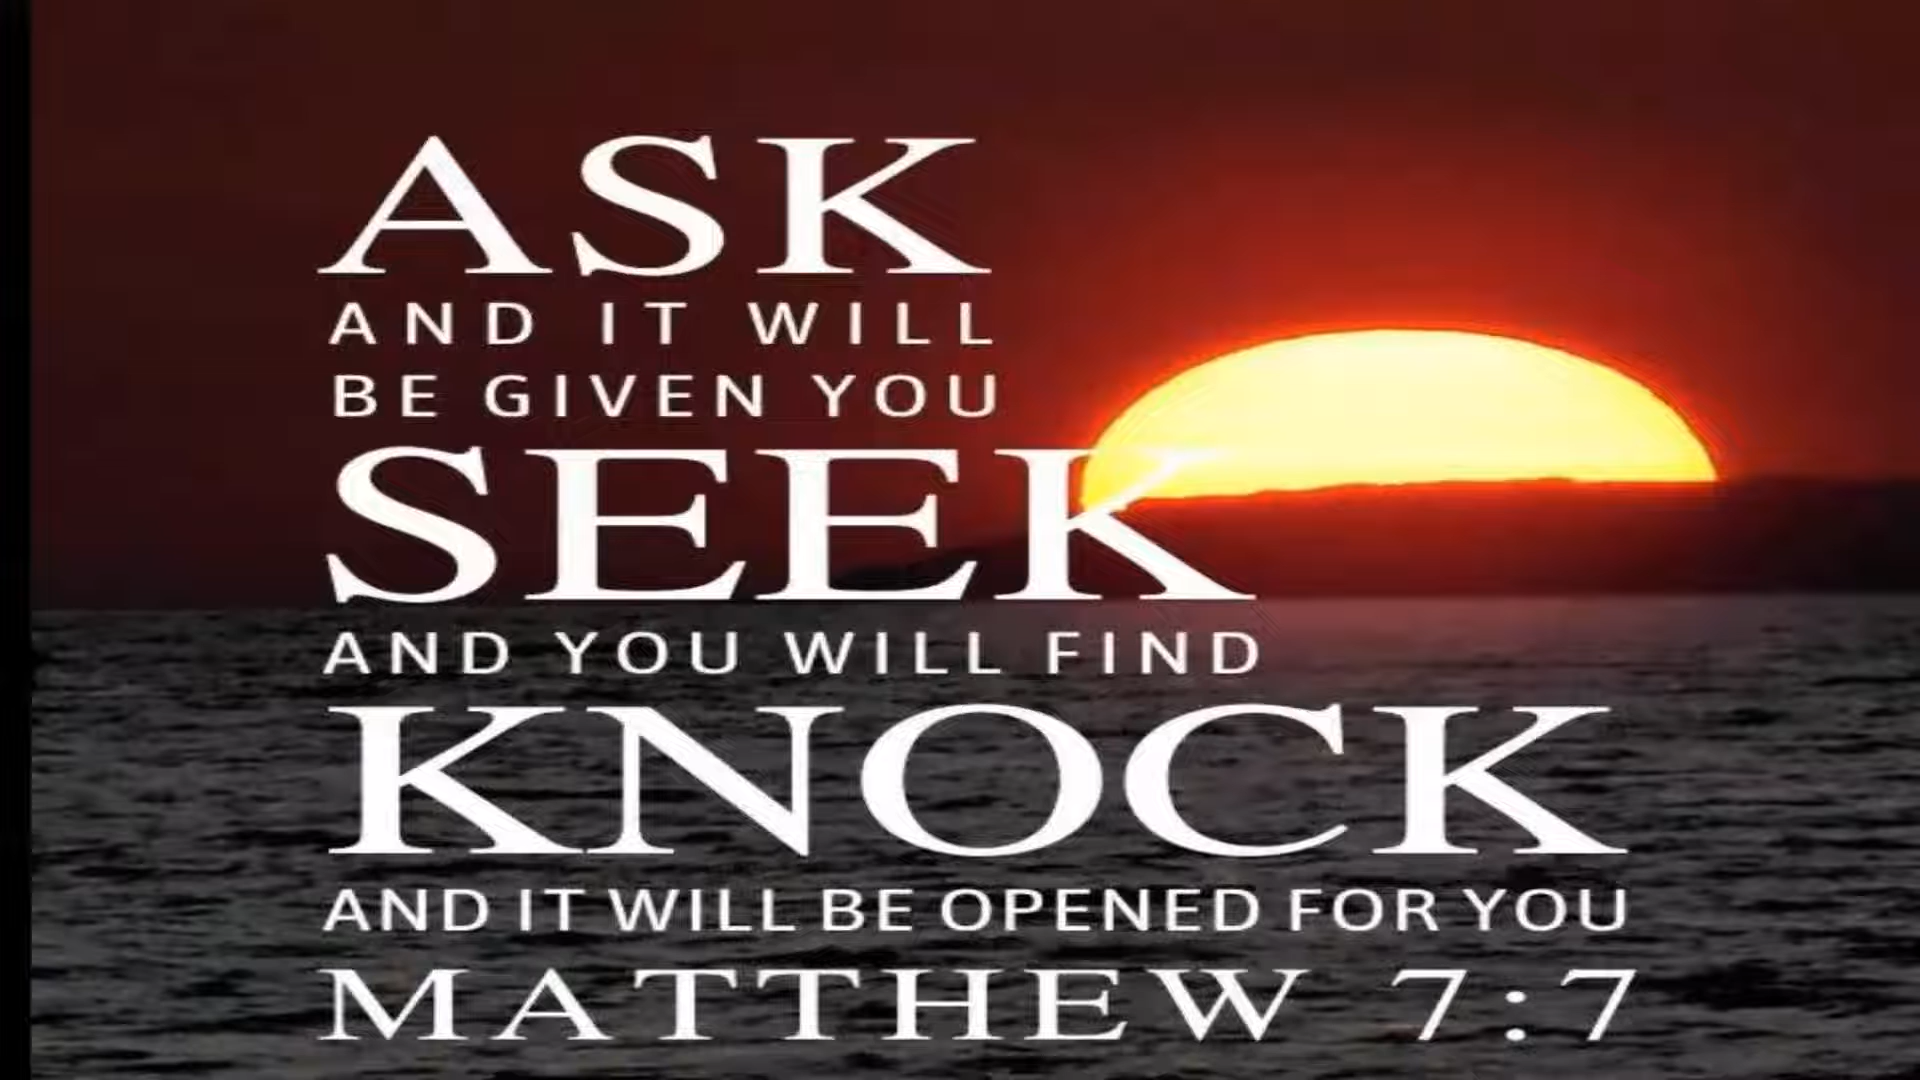 ASK
AND IT WILL
BE GIVEN YOU
SEEK
AND YOU WILL FIND
KNOCK
AND IT WILL BE OPENED FOR YOU
MATTHEW 7:7